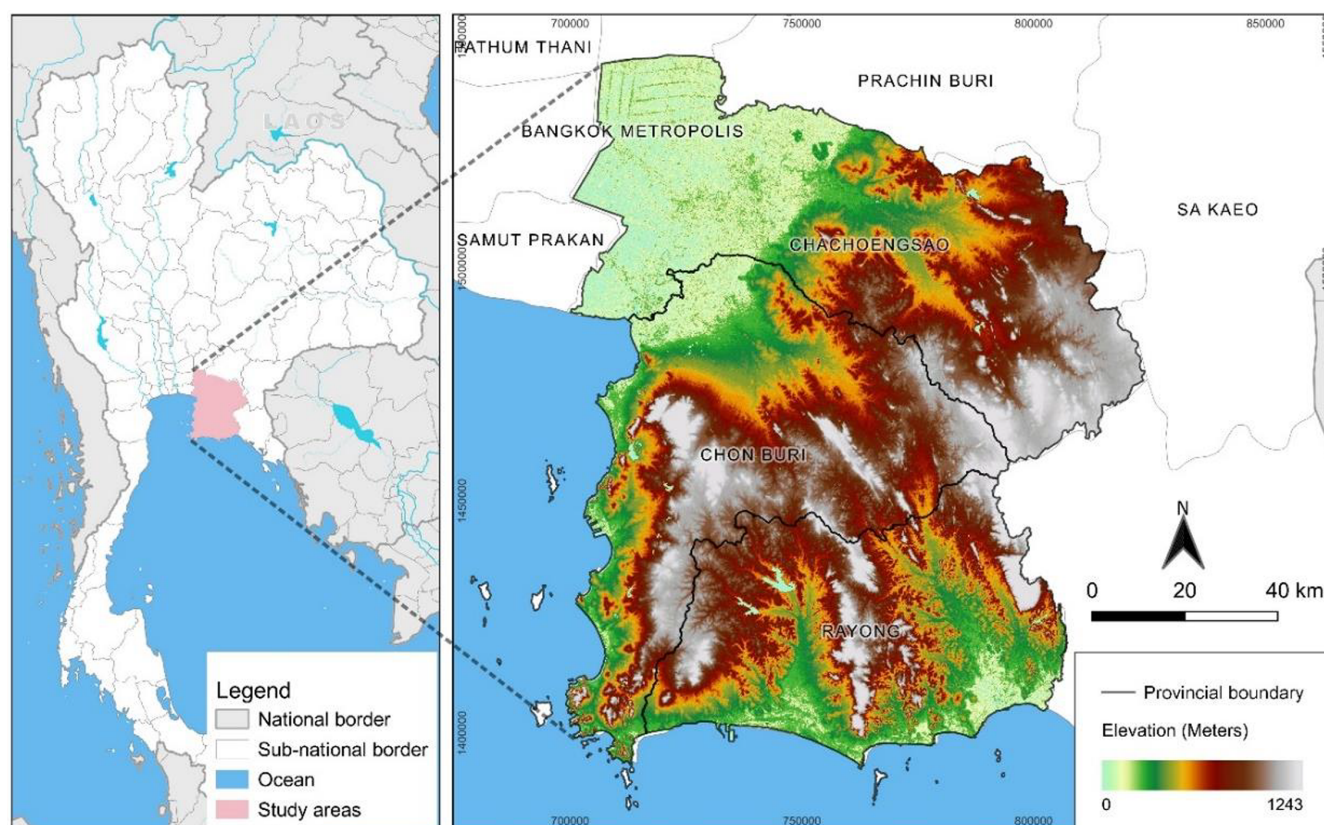 LAOS
Legend
National border
Sub-national border
Ocean
Study areas
700000
750000
800000
850000
PATHUM THANI
PRACHIN BURI
BANGKOK METROPOLIS
SAMUT PRAKAN
CHACHOENGSAO
SA KAEO
1500000
CHON BURI
1450000
N
0 20 40 km
RAYONG
1400000
Provincial boundary
Elevation (Meters)
0 1243
700000
750000
800000